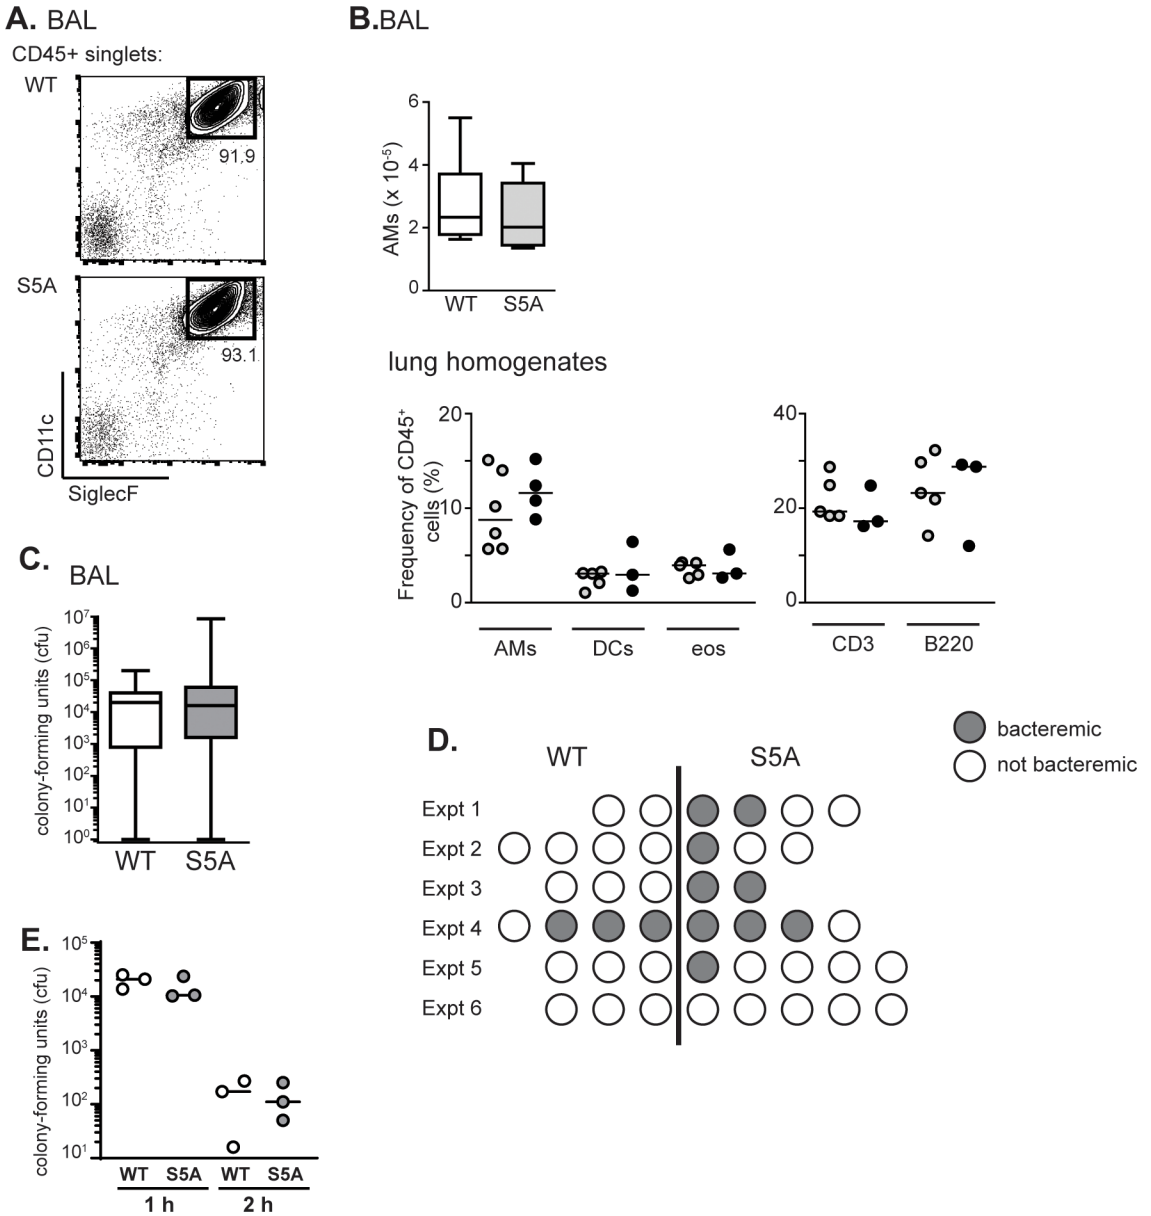 A. BAL
CD45+ singlets:
WT
91.9
S5A
93.1
CD11c
SiglecF
B. BAL
AMs (x 10⁻⁵)
6
4
2
0
WT S5A
lung homogenates
Frequency of CD45⁺
cells (%)
20
10
0
AMs DCs eos
40
20
0
CD3 B220
C.
BAL
colony-forming units (cfu)
10⁷
10⁶
10⁵
10⁴
10³
10²
10¹
10⁰
WT S5A
D.
WT S5A
bacteremic
not bacteremic
Expt 1
Expt 2
Expt 3
Expt 4
Expt 5
Expt 6
E.
colony-forming units (cfu)
10⁵
10⁴
10³
10²
10¹
WT S5A WT S5A
1 h 2 h